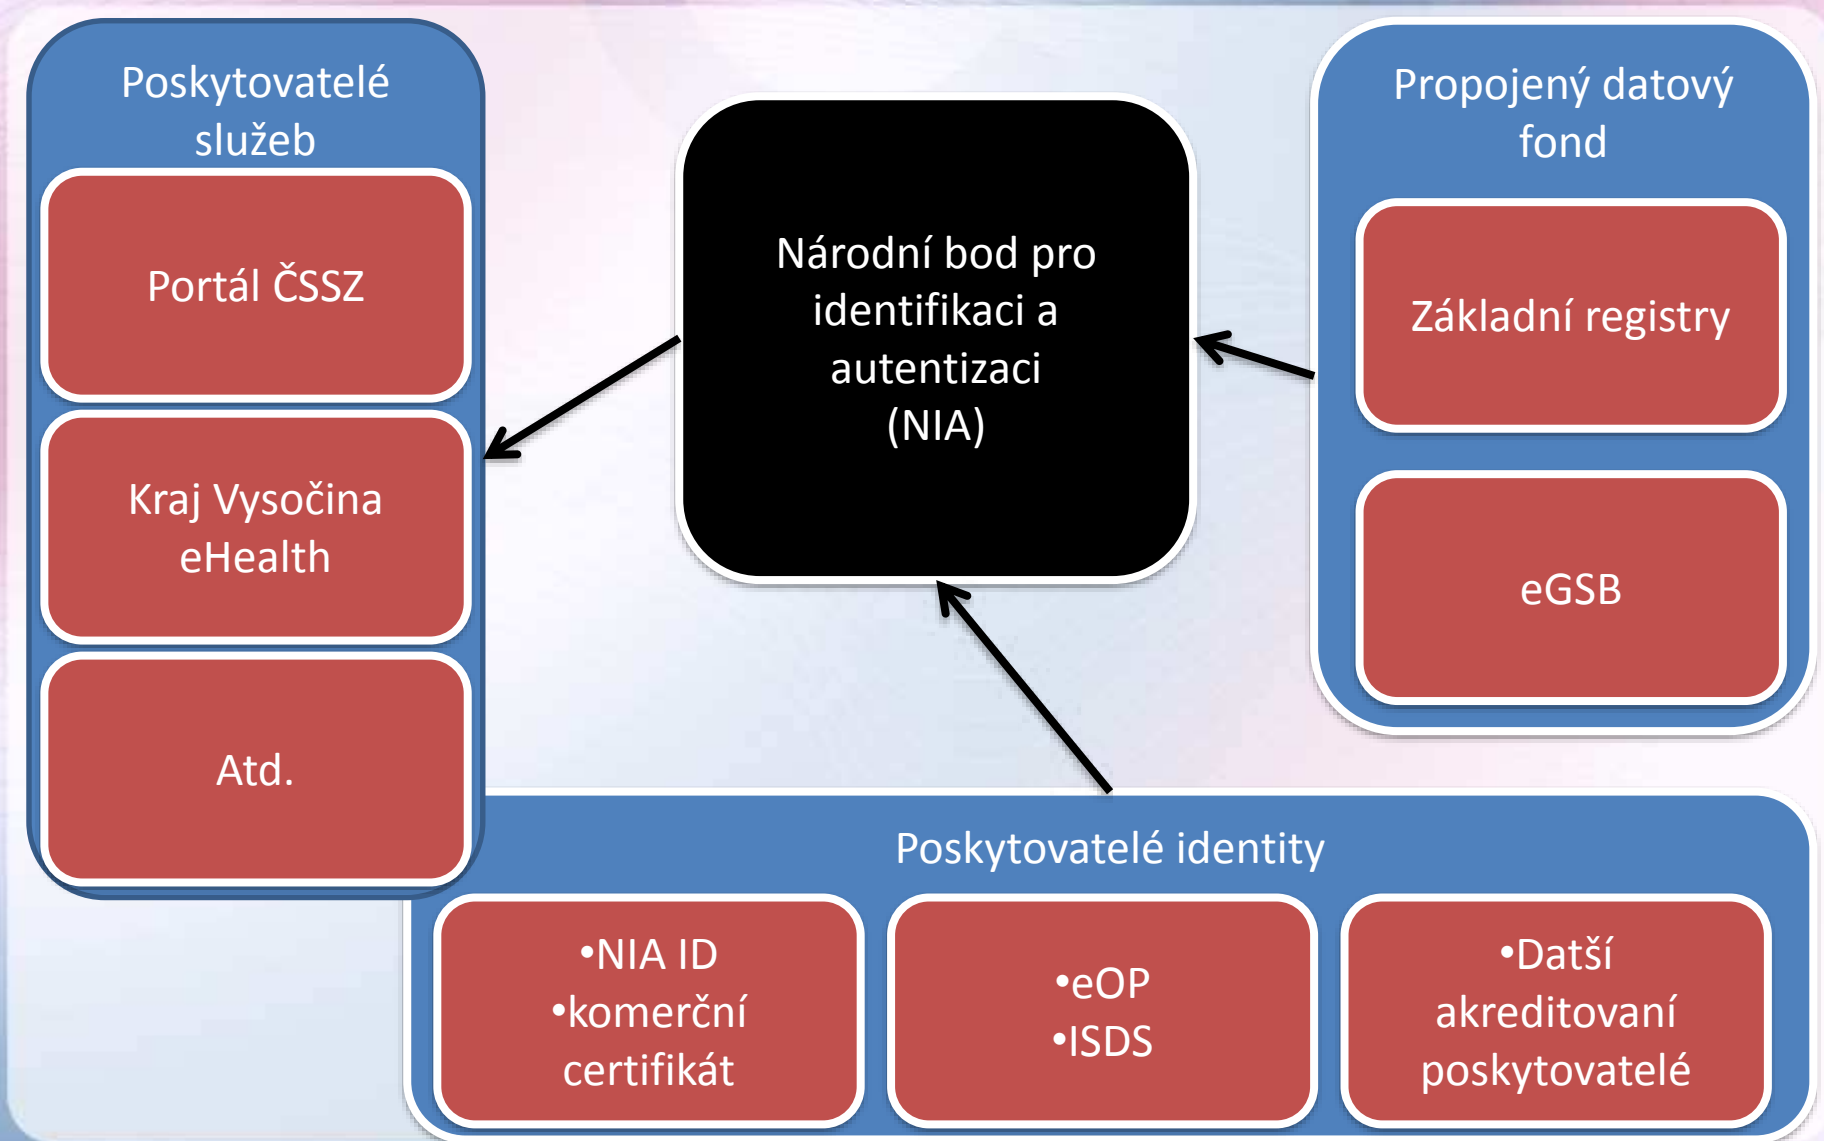 Poskytovatelé
služeb
Portál ČSSZ
Kraj Vysočina
eHealth
Atd.
Národní bod pro
identifikaci a
autentizaci
(NIA)
Propojený datový
fond
Základní registry
eGSB
Poskytovatelé identity
•NIA ID
•komerční
certifikát
•eOP
•ISDS
•Datší
akreditovaní
poskytovatelé